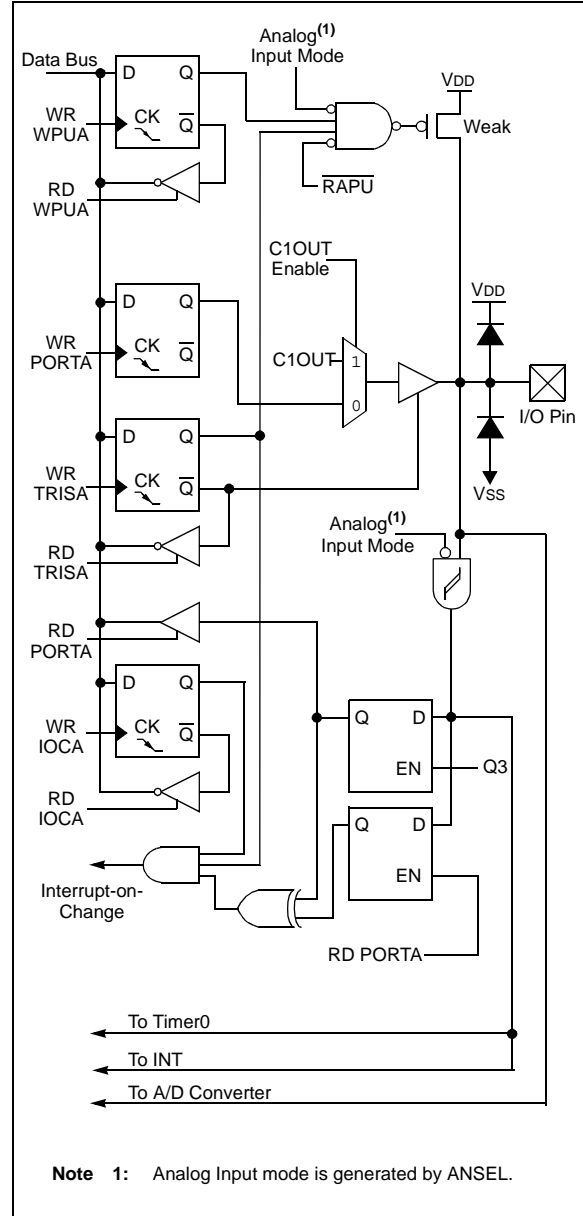 Analog(1)
Input Mode
Data Bus
D Q
VDD
WR
WPUA
CK Q
Weak
RD
WPUA
RAPU
C1OUT
Enable
D Q
VDD
C1OUT
1
WR
PORTA
CK Q
0
I/O Pin
D Q
WR
TRISA
CK Q
VSS
Analog(1)
Input Mode
RD
TRISA
RD
PORTA
D Q
Q D
WR
IOCA
CK Q
EN
Q3
RD
IOCA
Q D
EN
Interrupt-on-
Change
RD PORTA
To Timer0
To INT
To A/D Converter
Note 1: Analog Input mode is generated by ANSEL.